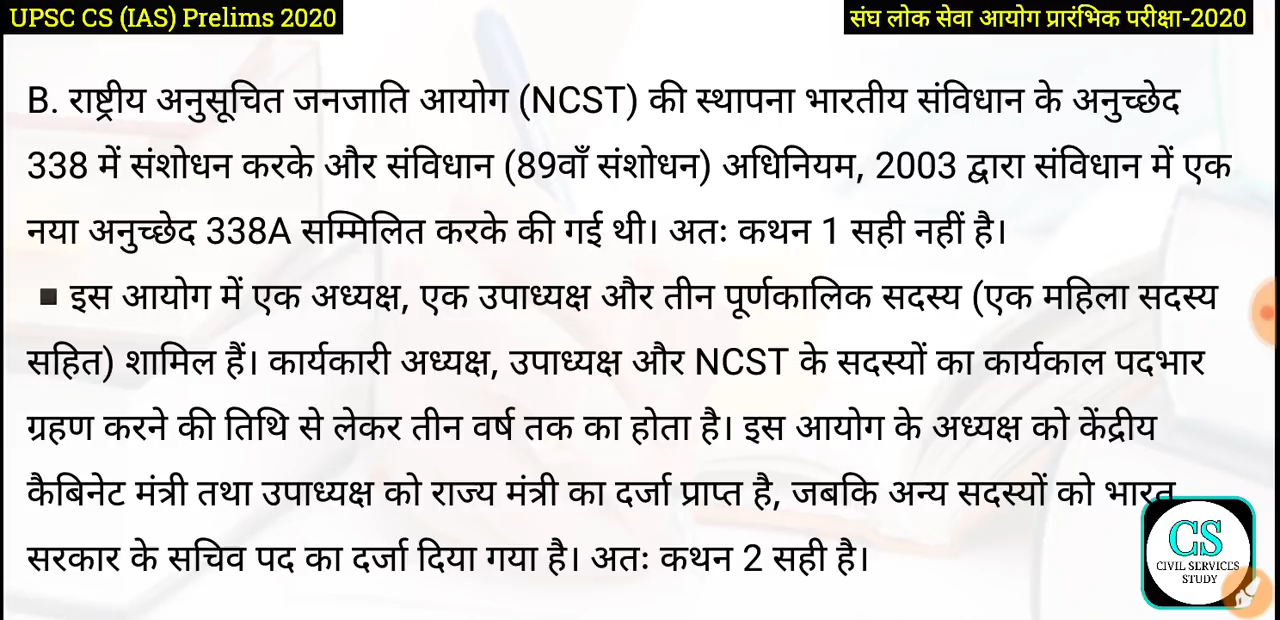 UPSC CS (IAS) Prelims 2020
संघ लोक सेवा आयोग प्रारंभिक परीक्षा-2020
B. राष्ट्रीय अनुसूचित जनजाति आयोग (NCST) की स्थापना भारतीय संविधान के अनुच्छेद
338 में संशोधन करके और संविधान (89वाँ संशोधन) अधिनियम, 2003 द्वारा संविधान में एक
नया अनुच्छेद 338A सम्मिलित करके की गई थी। अतः कथन 1 सही नहीं है।
▪ इस आयोग में एक अध्यक्ष, एक उपाध्यक्ष और तीन पूर्णकालिक सदस्य (एक महिला सदस्य
सहित) शामिल हैं। कार्यकारी अध्यक्ष, उपाध्यक्ष और NCST के सदस्यों का कार्यकाल पदभार
ग्रहण करने की तिथि से लेकर तीन वर्ष तक का होता है। इस आयोग के अध्यक्ष को केंद्रीय
कैबिनेट मंत्री तथा उपाध्यक्ष को राज्य मंत्री का दर्जा प्राप्त है, जबकि अन्य सदस्यों को भारत
सरकार के सचिव पद का दर्जा दिया गया है। अतः कथन 2 सही है।
CS
CIVIL SERVICES
STUDY